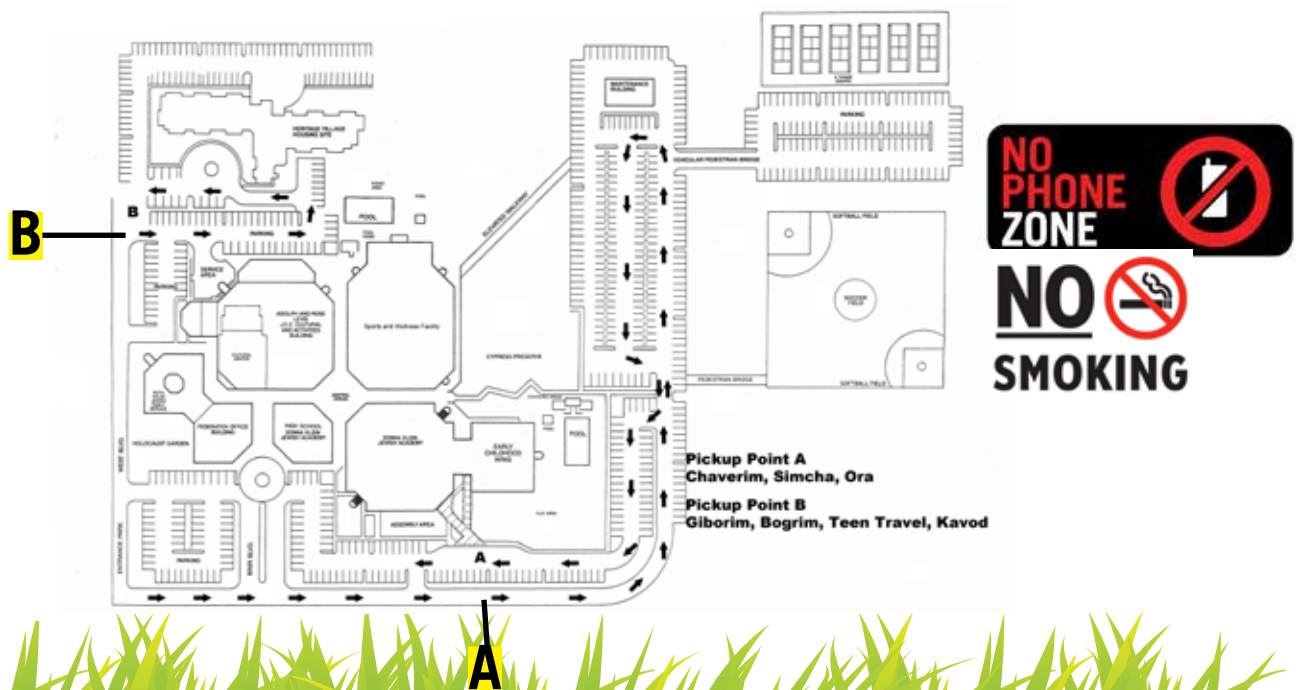 MAINTENANCE
BUILDING
PARKING
HERITAGE VILLAGE
HOUSING SITE
VEHICULAR PEDESTRIAN BRIDGE
NO
PHONE
ZONE
NO
SMOKING
B
B
POOL
POOL
ELEVATED WALKWAY
SOFTBALL FIELD
PARKING
SERVICE
AREA
PARKING
ADOLPH AND ROSE
LEVIS
CULTURAL
AND ACTIVITIES
BUILDING
Sports and Wellness Facility
SOCCER
FIELD
CYPRESS PRESERVE
PEDESTRIAN BRIDGE
SOFTBALL FIELD
FEDERATION OFFICE
BUILDING
HIGH SCHOOL
DONNA KLEIN
JEWISH ACADEMY
DONNA KLEIN
JEWISH ACADEMY
EARLY
CHILDHOOD
WING
POOL
HOLOCAUST GARDEN
WEST BLVD.
Pickup Point A
Chaverim, Simcha, Ora
Pickup Point B
Giborim, Bogrim, Teen Travel, Kavod
PLAY AREA
ASSEMBLY AREA
ENTRANCE PARK
PARKING
MAIN BLVD.
A
A